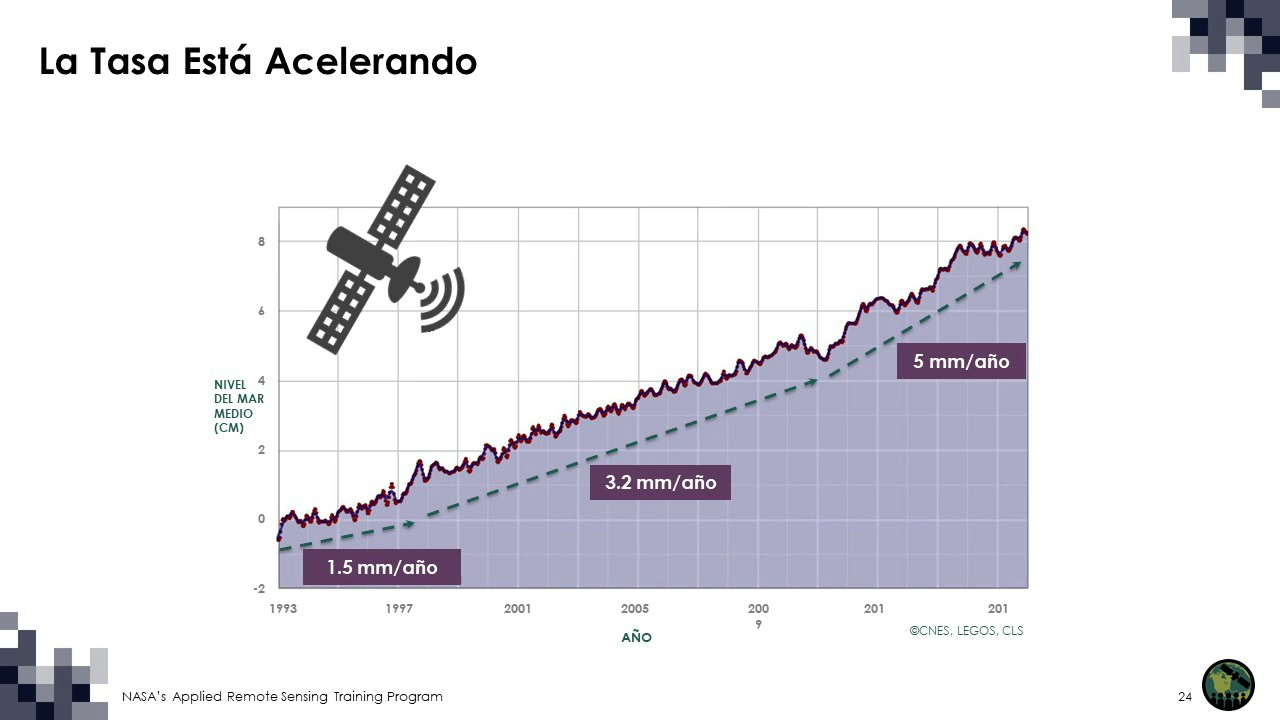 La Tasa Está Acelerando
8
6
4
2
0
-2
NIVEL
DEL MAR
MEDIO
(CM)
5 mm/año
3.2 mm/año
1.5 mm/año
1993
1997
2001
2005
200
9
201
201
AÑO
©CNES, LEGOS, CLS
NASA’s Applied Remote Sensing Training Program
24